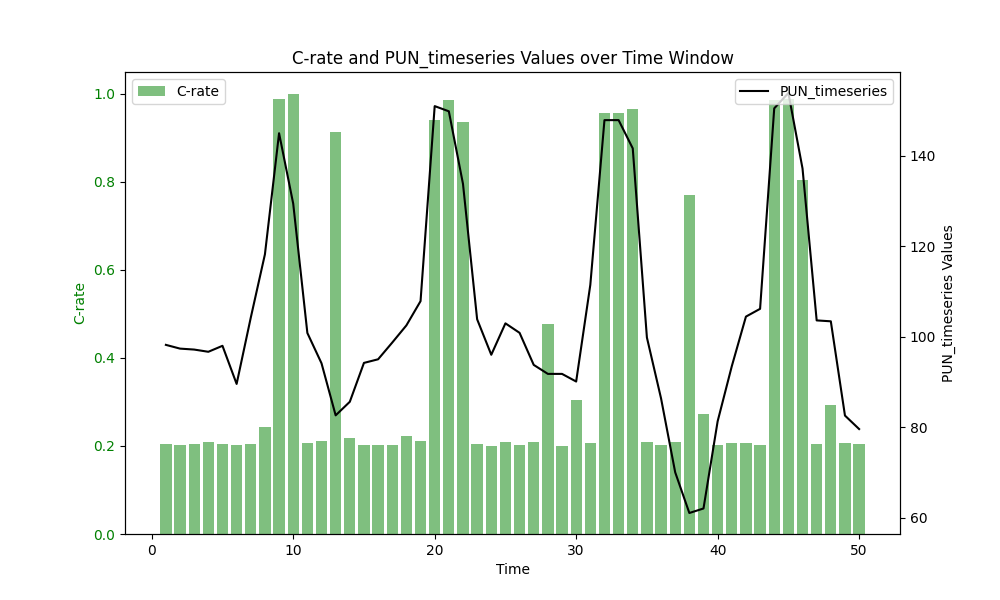 C-rate and PUN_timeseries Values over Time Window
C-rate
PUN_timeseries
1.0
0.8
0.6
0.4
0.2
0.0
C-rate
140
120
100
80
60
PUN_timeseries Values
0 10 20 30 40 50
Time